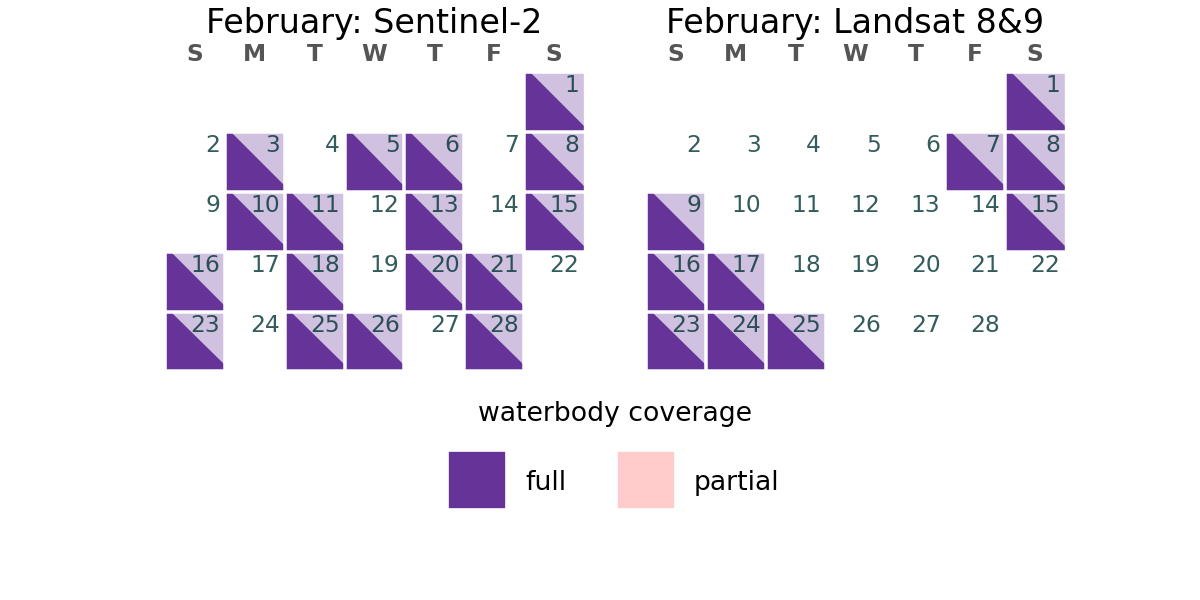 February: Sentinel-2
S M T W T F S
1
2 3 4 5 6 7 8
9 10 11 12 13 14 15
16 17 18 19 20 21 22
23 24 25 26 27 28
February: Landsat 8&9
S M T W T F S
1
2 3 4 5 6 7 8
9 10 11 12 13 14 15
16 17 18 19 20 21 22
23 24 25 26 27 28
waterbody coverage
full
partial